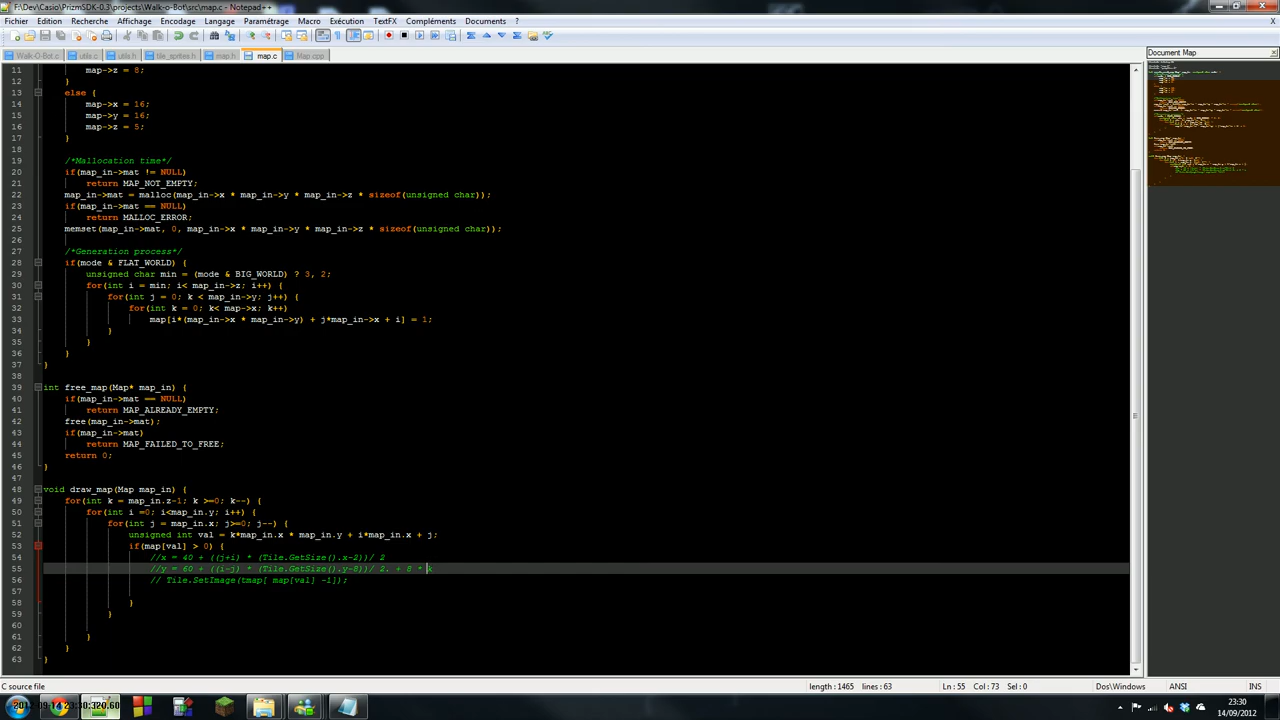 F:\Dev\Casio\PrizmSDK-0.3\projects\Walk-o-Bot\src\map.c - Notepad++
Fichier Edition Recherche Affichage Encodage Langage Paramétrage Macro Exécution TextFX Compléments Documents ? X
Walk-O-Bot.c utils.c utils.h tile_sprites.h map.h map.c Map.cpp
Document Map
11 map->z = 8;
12 }
13 else {
14 map->x = 16;
15 map->y = 16;
16 map->z = 5;
17 }
18
19 /*Mallocation time*/
20 if(map_in->mat != NULL)
21 return MAP_NOT_EMPTY;
22 map_in->mat = malloc(map_in->x * map_in->y * map_in->z * sizeof(unsigned char));
23 if(map_in->mat == NULL)
24 return MALLOC_ERROR;
25 memset(map_in->mat, 0, map_in->x * map_in->y * map_in->z * sizeof(unsigned char));
26
27 /*Generation process*/
28 if(mode & FLAT_WORLD) {
29 unsigned char min = (mode & BIG_WORLD) ? 3, 2;
30 for(int i = min; i< map_in->z; i++) {
31 for(int j = 0; k < map_in->y; j++) {
32 for(int k = 0; k< map->x; k++)
33 map[i*(map_in->x * map_in->y) + j*map_in->x + i] = 1;
34 }
35 }
36 }
37 }
38
39 int free_map(Map* map_in) {
40 if(map_in->mat == NULL)
41 return MAP_ALREADY_EMPTY;
42 free(map_in->mat);
43 if(map_in->mat)
44 return MAP_FAILED_TO_FREE;
45 return 0;
46 }
47
48 void draw_map(Map map_in) {
49 for(int k = map_in.z-1; k >=0; k--) {
50 for(int i =0; i<map_in.y; i++) {
51 for(int j = map_in.x; j>=0; j--) {
52 unsigned int val = k*map_in.x * map_in.y + i*map_in.x + j;
53 if(map[val] > 0) {
54 //x = 40 + ((j+i) * (Tile.GetSize().x-2))/ 2
55 //y = 60 + ((i-j) * (Tile.GetSize().y-8))/ 2. + 8 * k
56 // Tile.SetImage(tmap[ map[val] -1]);
57
58 }
59 }
60
61 }
62 }
63 }
C source file length : 1465 lines : 63 Ln : 55 Col : 73 Sel : 0 Dos\Windows ANSI INS
23:30
14/09/2012